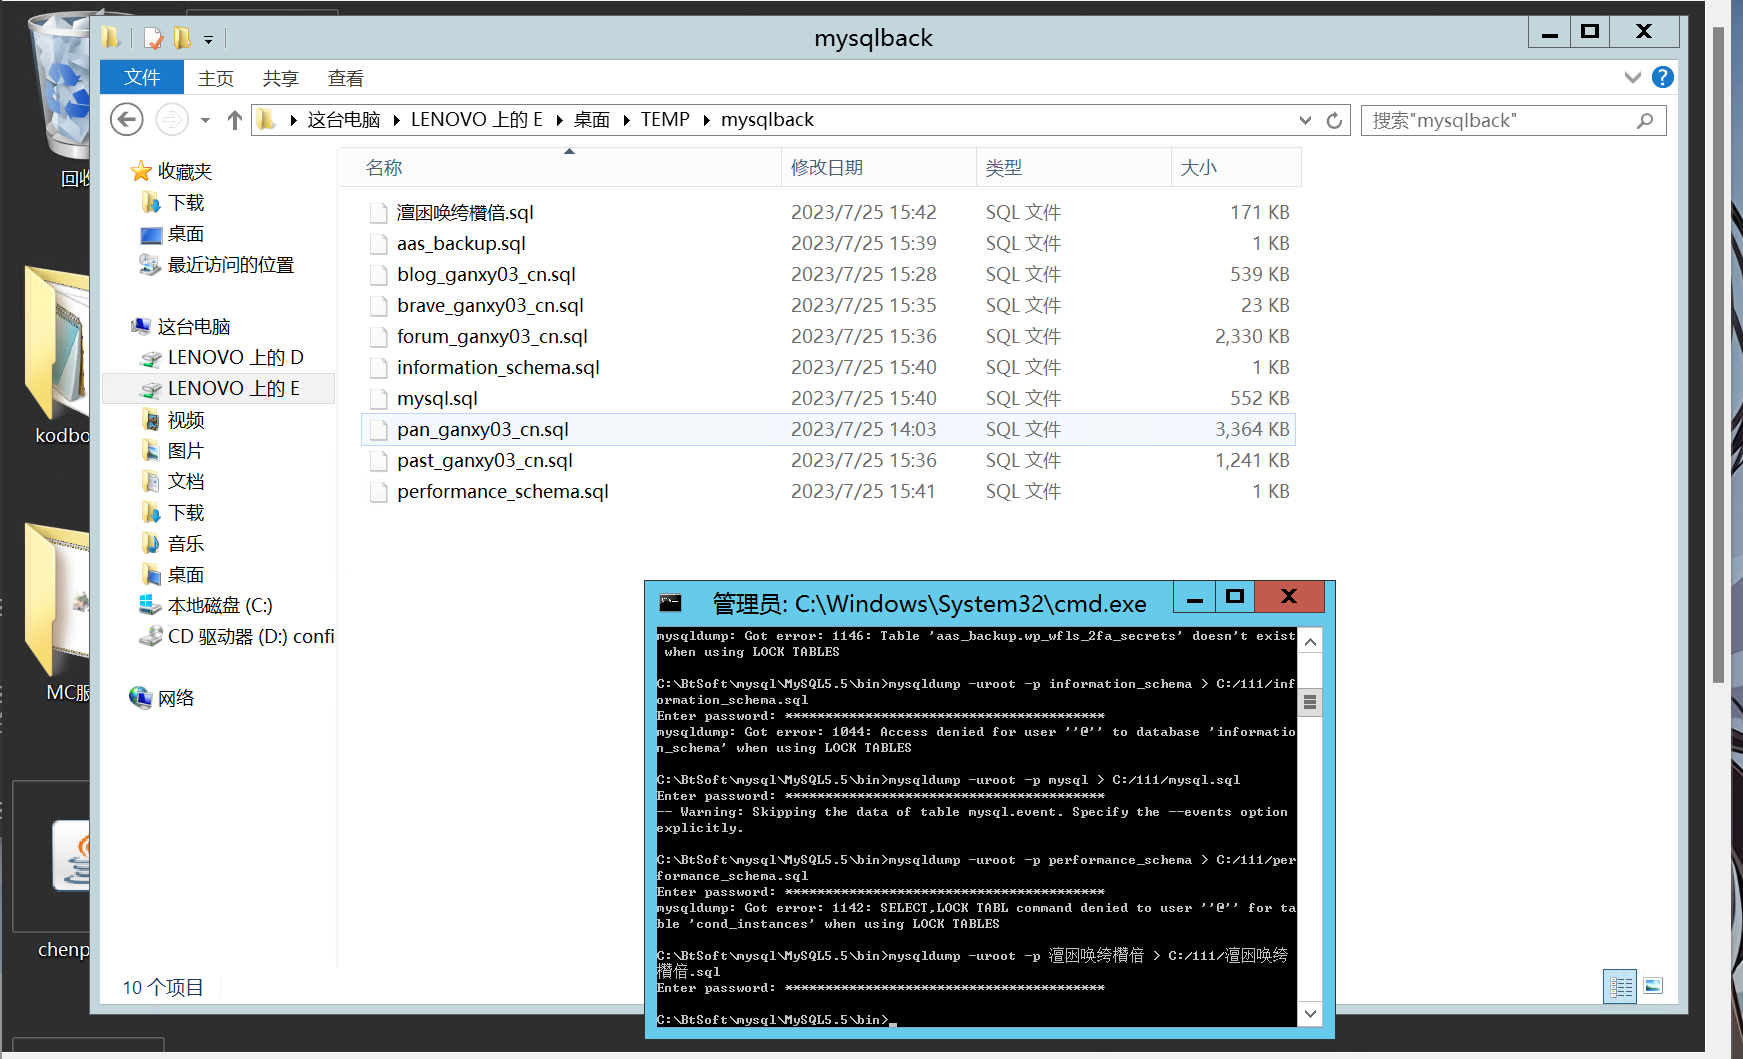 mysqlback
文件
主页
共享
查看
这台电脑
LENOVO 上的 E
桌面
TEMP
mysqlback
搜索"mysqlback"
名称
修改日期
类型
大小
收藏夹
下载
桌面
最近访问的位置
这台电脑
LENOVO 上的 D
LENOVO 上的 E
视频
图片
文档
下载
音乐
桌面
本地磁盘 (C:)
CD 驱动器 (D:) confi
网络
澶囨唤绔欑偣.sql 2023/7/25 15:42 SQL 文件 171 KB
aas_backup.sql 2023/7/25 15:39 SQL 文件 1 KB
blog_ganxy03_cn.sql 2023/7/25 15:28 SQL 文件 539 KB
brave_ganxy03_cn.sql 2023/7/25 15:35 SQL 文件 23 KB
forum_ganxy03_cn.sql 2023/7/25 15:36 SQL 文件 2,330 KB
information_schema.sql 2023/7/25 15:40 SQL 文件 1 KB
mysql.sql 2023/7/25 15:40 SQL 文件 552 KB
pan_ganxy03_cn.sql 2023/7/25 14:03 SQL 文件 3,364 KB
past_ganxy03_cn.sql 2023/7/25 15:36 SQL 文件 1,241 KB
performance_schema.sql 2023/7/25 15:41 SQL 文件 1 KB
10 个项目
回收
kodbo
MC服
chenp
管理员: C:\Windows\System32\cmd.exe
mysqldump: Got error: 1146: Table 'aas_backup.wp_wfls_2fa_secrets' doesn't exist
when using LOCK TABLES
C:\BtSoft\mysql\MySQL5.5\bin>mysqldump -uroot -p information_schema > C:/111/inf
ormation_schema.sql
Enter password: ****************************************
mysqldump: Got error: 1044: Access denied for user ''@'' to database 'informatio
n_schema' when using LOCK TABLES
C:\BtSoft\mysql\MySQL5.5\bin>mysqldump -uroot -p mysql > C:/111/mysql.sql
Enter password: ****************************************
-- Warning: Skipping the data of table mysql.event. Specify the --events option
explicitly.
C:\BtSoft\mysql\MySQL5.5\bin>mysqldump -uroot -p performance_schema > C:/111/per
formance_schema.sql
Enter password: ****************************************
mysqldump: Got error: 1142: SELECT,LOCK TABL command denied to user ''@'' for ta
ble 'cond_instances' when using LOCK TABLES
C:\BtSoft\mysql\MySQL5.5\bin>mysqldump -uroot -p 澶囨唤绔欑偣 > C:/111/澶囨唤绔
欑偣.sql
Enter password: ****************************************
C:\BtSoft\mysql\MySQL5.5\bin>